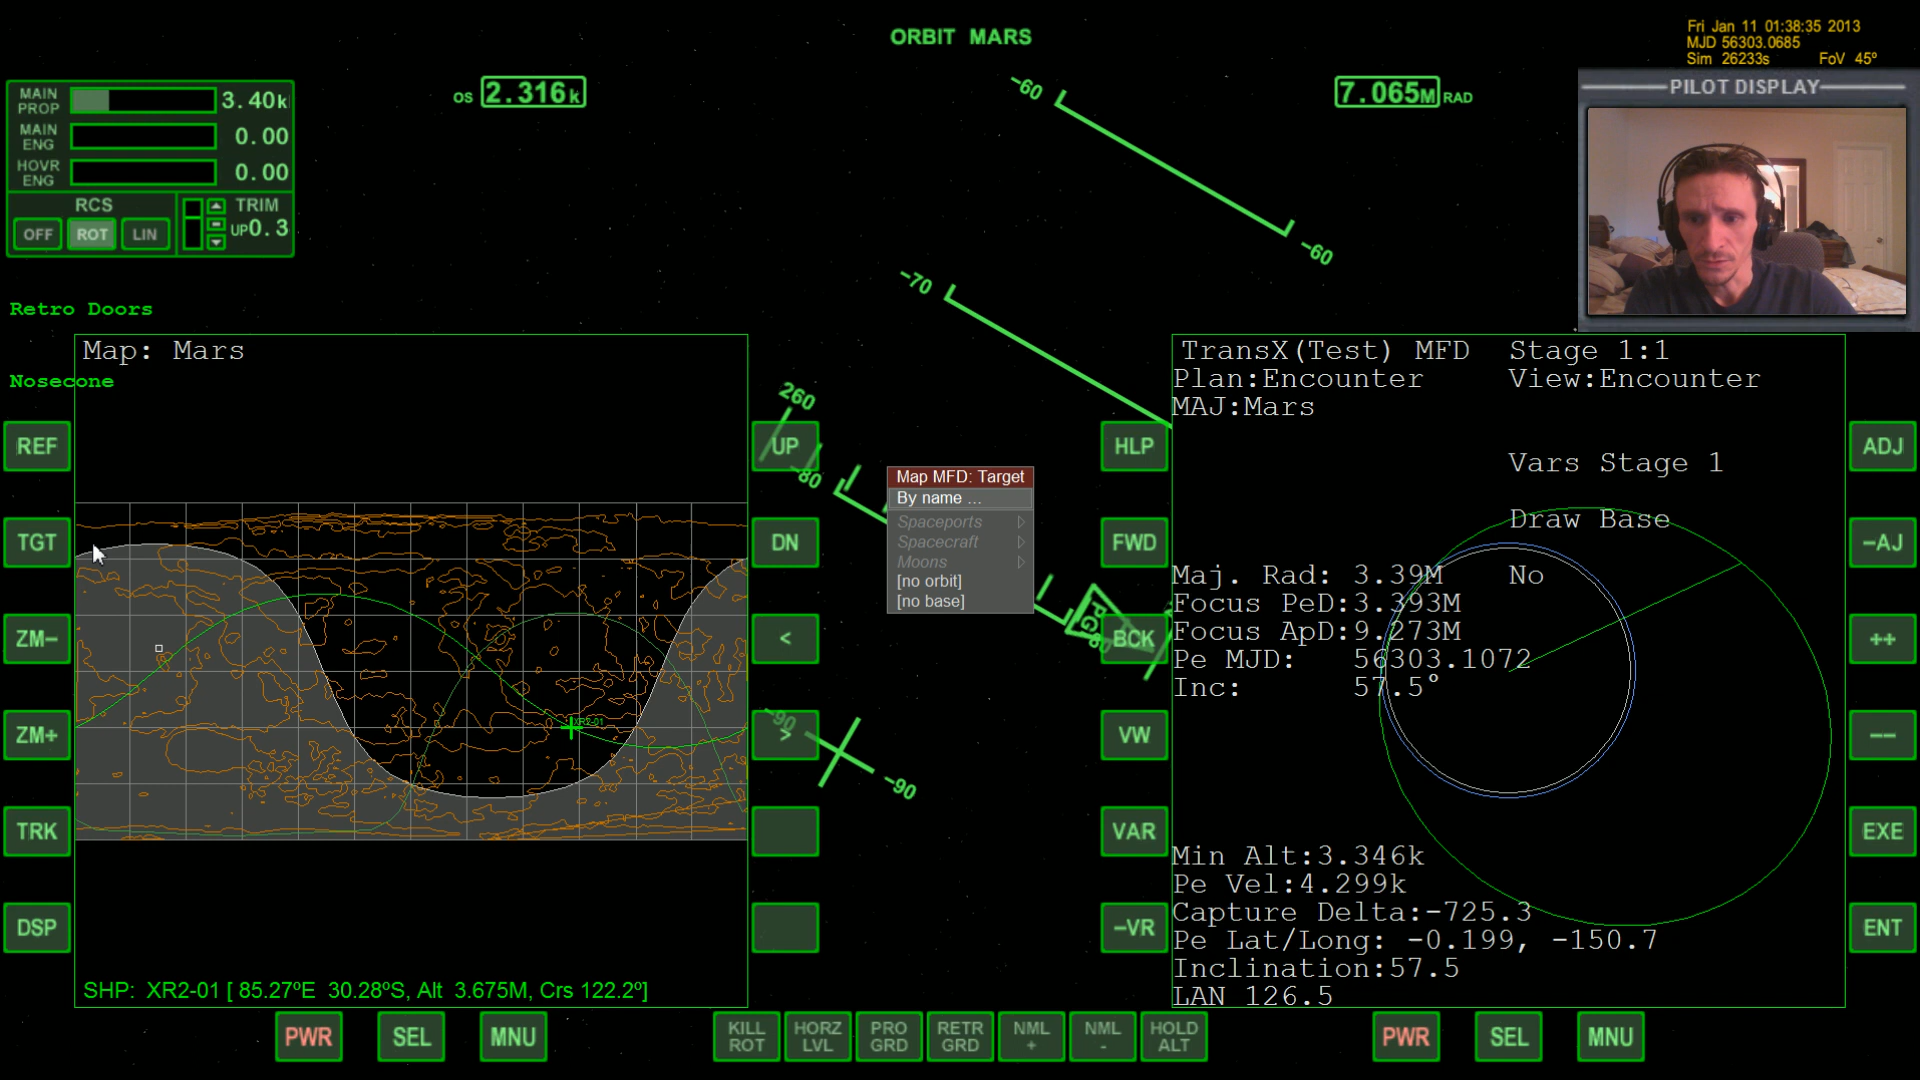 ORBIT MARS
Fri Jan 11 01:38:35 2013
MJD 56303.0685
Sim 26233s FoV 45º
PILOT DISPLAY
MAIN PROP 3.40k
MAIN ENG 0.00
HOVR ENG 0.00
RCS
OFF ROT LIN
TRIM
UP0.3
OS 2.316k
7.065M RAD
-60
-60
-70
260
-80
-90
-90
Retro Doors
Nosecone
Map: Mars
REF
TGT
ZM-
ZM+
TRK
DSP
UP
DN
<
>
XR2-01
SHP: XR2-01 [ 85.27ºE 30.28ºS, Alt 3.675M, Crs 122.2º]
Map MFD: Target
By name ...
Spaceports
Spacecraft
Moons
[no orbit]
[no base]
PG
HLP
FWD
BCK
VW
VAR
-VR
TransX(Test) MFD Stage 1:1
Plan:Encounter View:Encounter
MAJ:Mars
Vars Stage 1
Draw Base
Maj. Rad: 3.39M No
Focus PeD:3.393M
Focus ApD:9.273M
Pe MJD: 56303.1072
Inc: 57.5°
Min Alt:3.346k
Pe Vel:4.299k
Capture Delta:-725.3
Pe Lat/Long: -0.199, -150.7
Inclination:57.5
LAN 126.5
ADJ
-AJ
++
--
EXE
ENT
PWR SEL MNU
KILL ROT
HORZ LVL
PRO GRD
RETR GRD
NML +
NML -
HOLD ALT
PWR SEL MNU